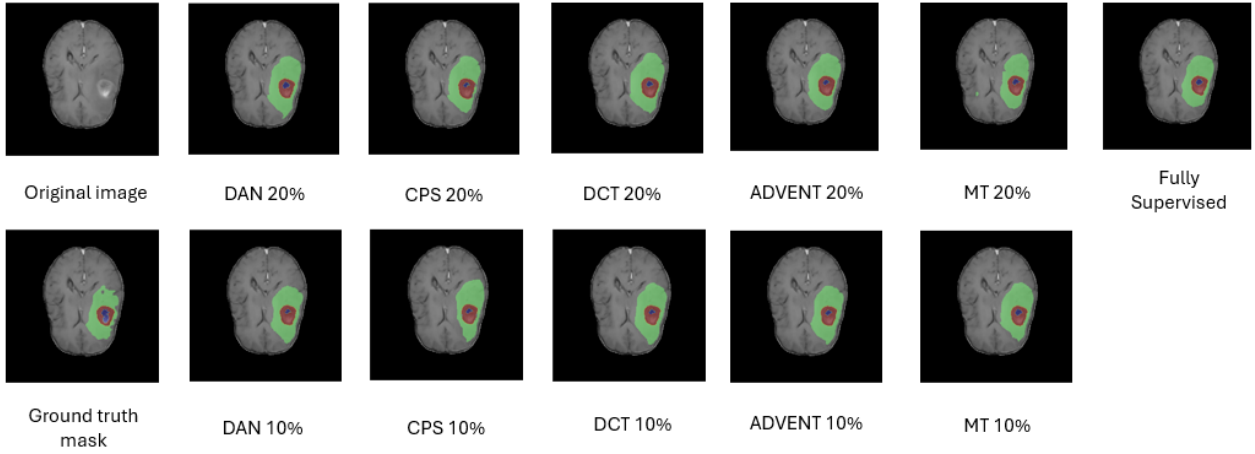 Original image
DAN 20%
CPS 20%
DCT 20%
ADVENT 20%
MT 20%
Fully
Supervised
Ground truth
mask
DAN 10%
CPS 10%
DCT 10%
ADVENT 10%
MT 10%